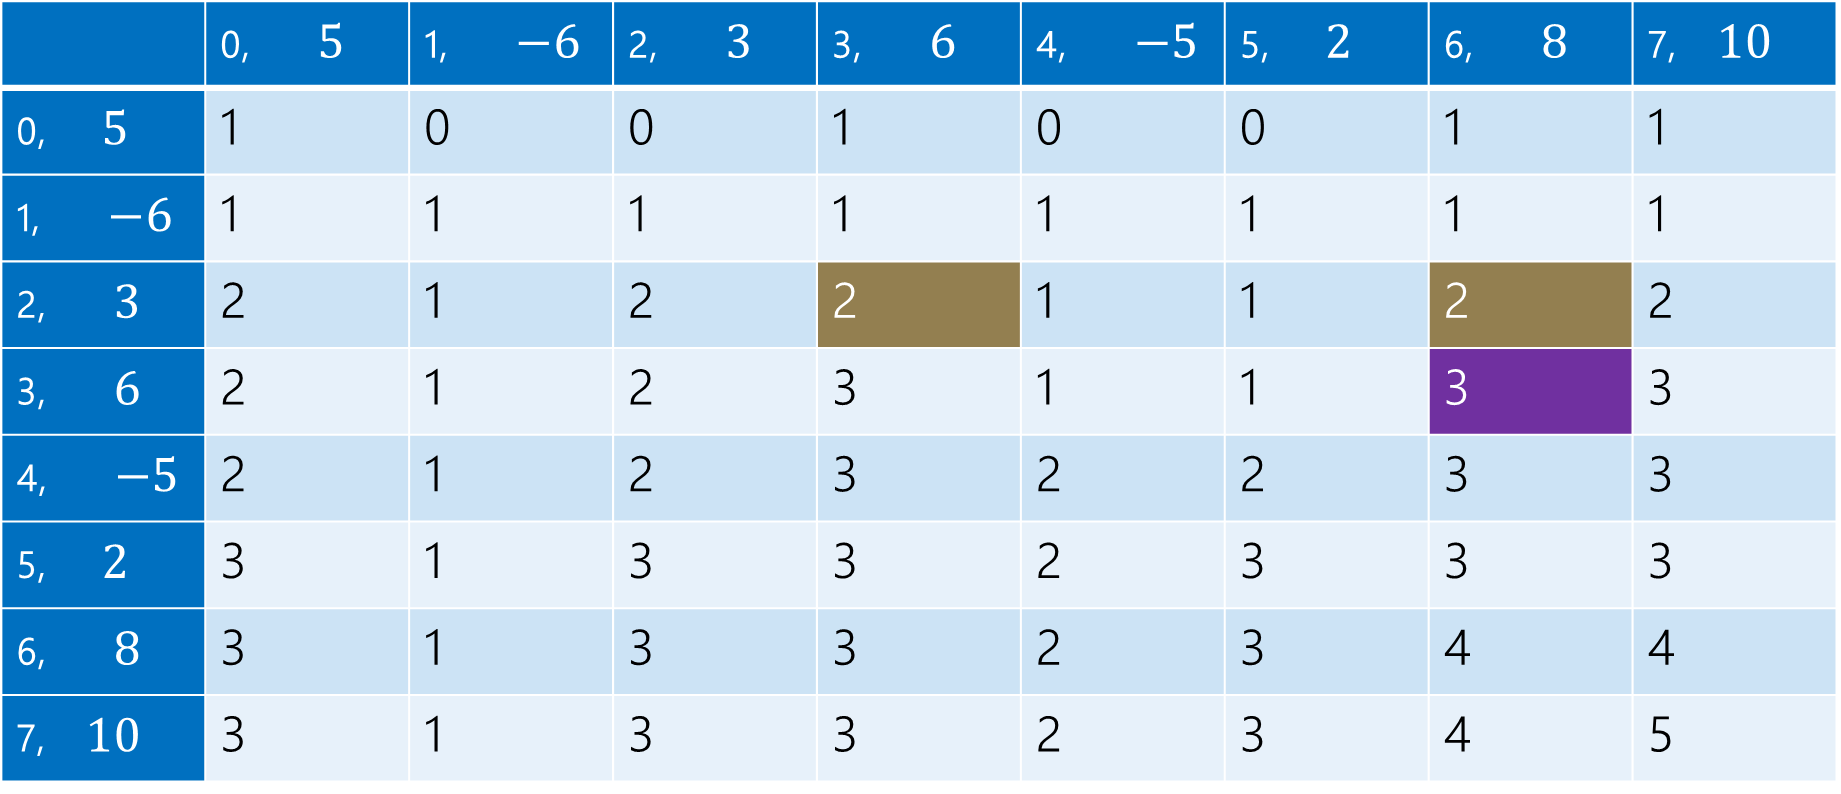 0, 5 1, −6 2, 3 3, 6 4, −5 5, 2 6, 8 7, 10
0, 5 1 0 0 1 0 0 1 1
1, −6 1 1 1 1 1 1 1 1
2, 3 2 1 2 2 1 1 2 2
3, 6 2 1 2 3 1 1 3 3
4, −5 2 1 2 3 2 2 3 3
5, 2 3 1 3 3 2 3 3 3
6, 8 3 1 3 3 2 3 4 4
7, 10 3 1 3 3 2 3 4 5